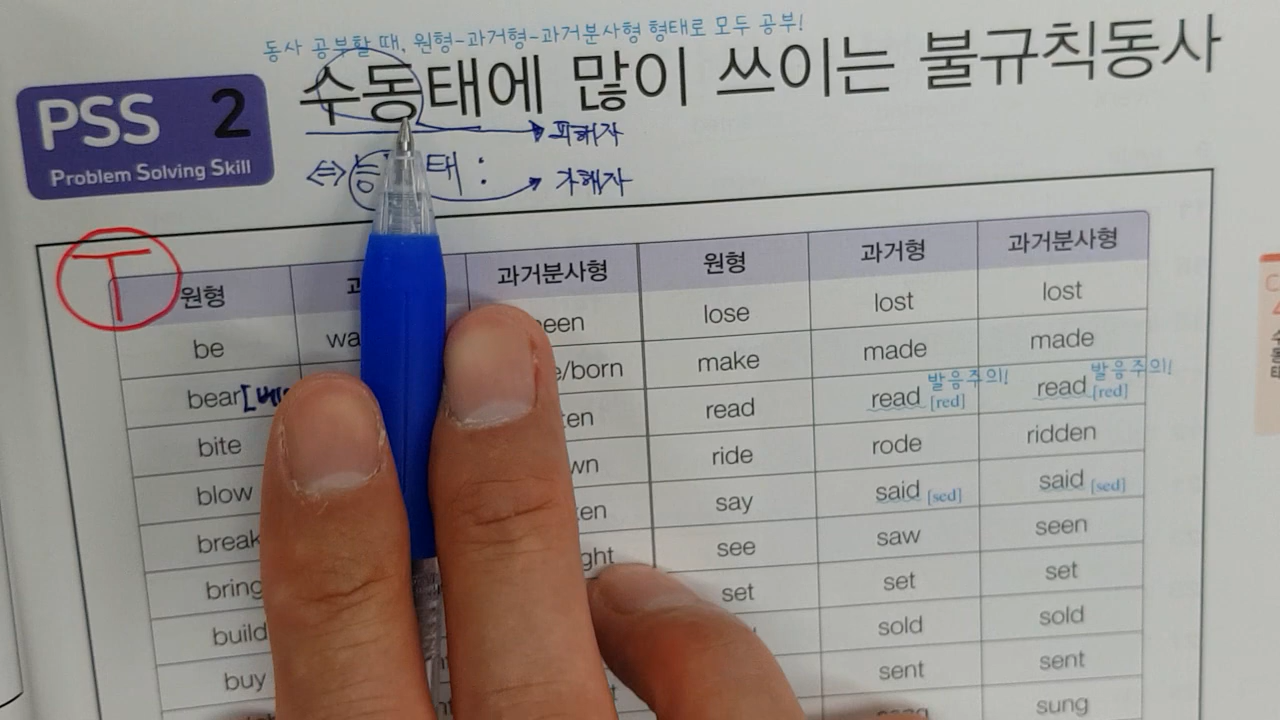 동사 공부할 때, 원형-과거형-과거분사형 형태로 모두 공부!
PSS 2 수동태에 많이 쓰이는 불규칙동사
Problem Solving Skill
→ 피해자
⇔ 태 : → 가해자
T
원형 과거분사형 원형 과거형 과거분사형
be lose lost lost
bear make made made
발음주의! 발음주의!
bite read read [red] read [red]
blow ride rode ridden
break say said [sed] said [sed]
bring see saw seen
build set set set
buy sold sold
sent sent
sung